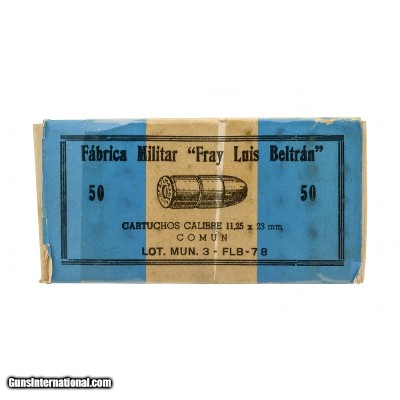 Fábrica Militar "Fray Luis Beltrán"
50 50
CARTUCHOS CALIBRE 11,25 x 23 mm.
COMUN
LOT. MUN. 3 - FLB - 78
GunsInternational.com